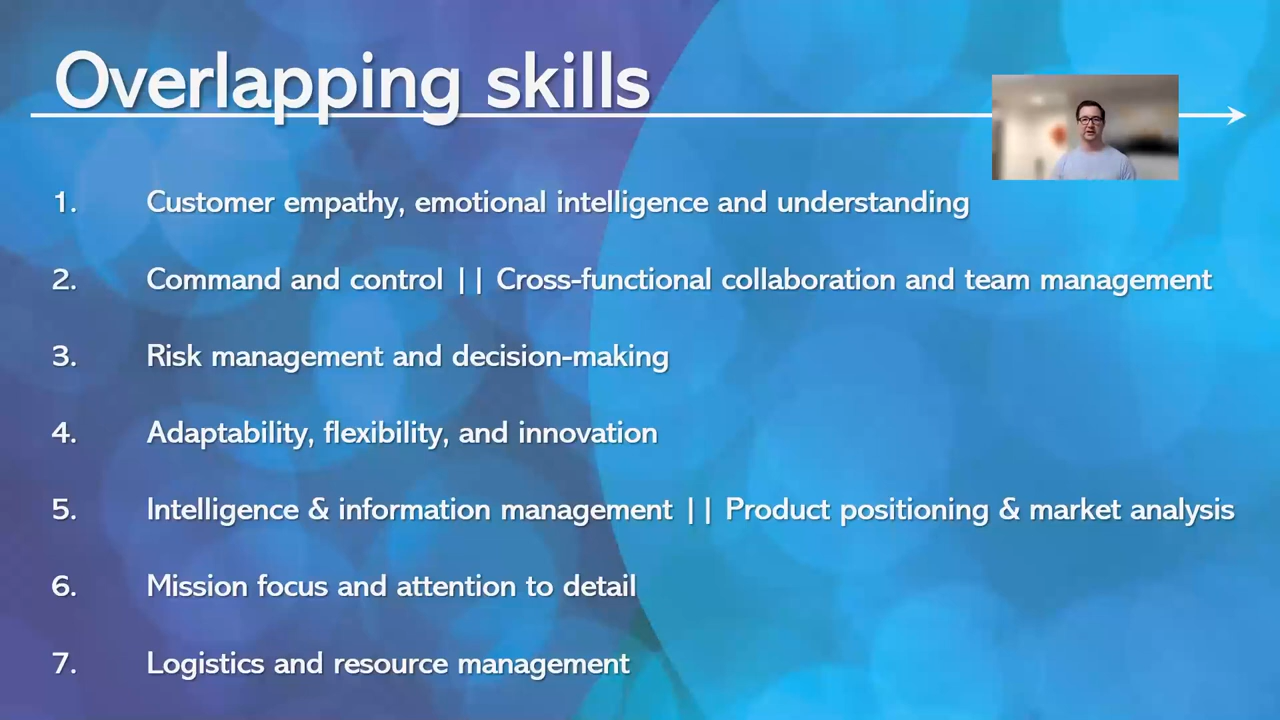 Overlapping skills
1. Customer empathy, emotional intelligence and understanding
2. Command and control || Cross-functional collaboration and team management
3. Risk management and decision-making
4. Adaptability, flexibility, and innovation
5. Intelligence & information management || Product positioning & market analysis
6. Mission focus and attention to detail
7. Logistics and resource management